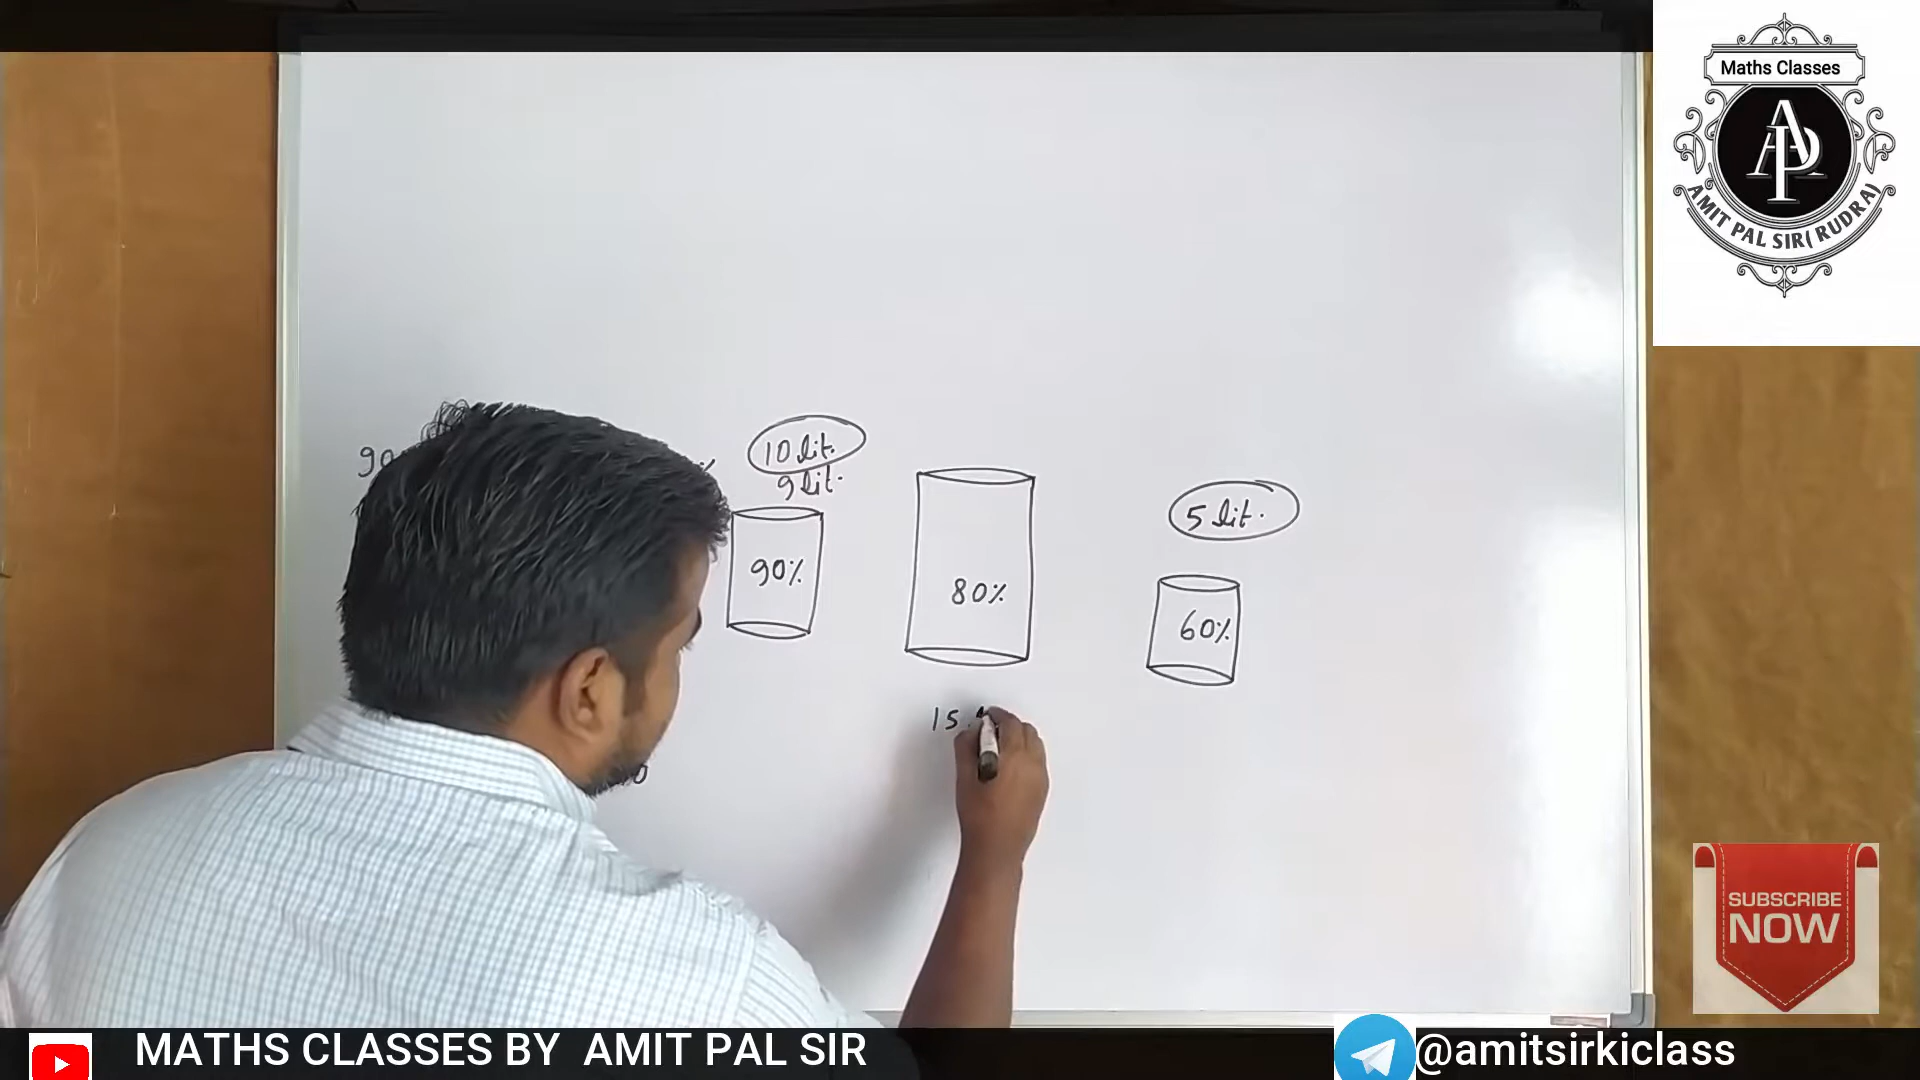 Maths Classes
AP
AMIT PAL SIR( RUDRA)
10 lit.
9 lit.
90
90%
80%
5 lit.
60%
15
SUBSCRIBE
NOW
MATHS CLASSES BY AMIT PAL SIR
@amitsirkiclass